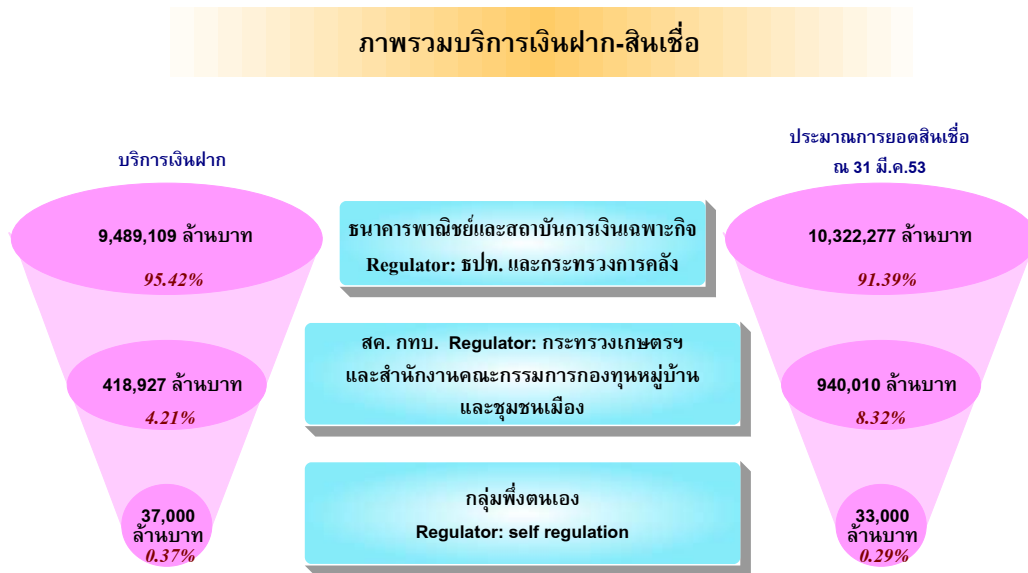 ภาพรวมบริการเงินฝาก-สินเชื่อ
บริการเงินฝาก
9,489,109 ล้านบาท
95.42%
418,927 ล้านบาท
4.21%
37,000
ล้านบาท
0.37%
ธนาคารพาณิชย์และสถาบันการเงินเฉพาะกิจ
Regulator: ธปท. และกระทรวงการคลัง
สค. กทบ. Regulator: กระทรวงเกษตรฯ
และสำนักงานคณะกรรมการกองทุนหมู่บ้าน
และชุมชนเมือง
กลุ่มพึ่งตนเอง
Regulator: self regulation
ประมาณการยอดสินเชื่อ
ณ 31 มี.ค.53
10,322,277 ล้านบาท
91.39%
940,010 ล้านบาท
8.32%
33,000
ล้านบาท
0.29%